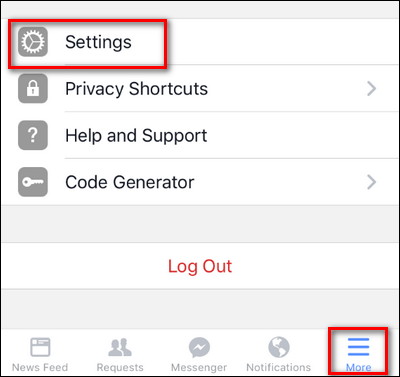 Settings
Privacy Shortcuts
Help and Support
Code Generator
Log Out
News Feed Requests Messenger Notifications More